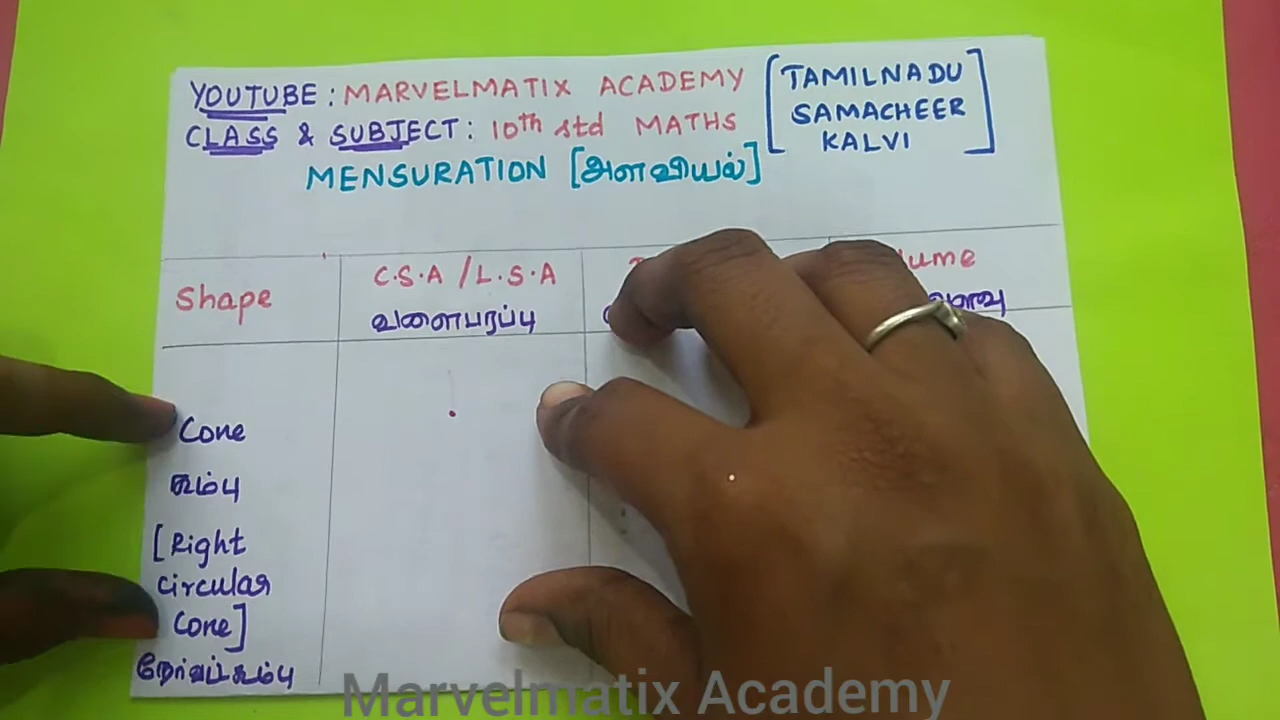 YOUTUBE : MARVELMATIX ACADEMY [TAMILNADU
SAMACHEER
KALVI]
CLASS & SUBJECT : 10th std MATHS
MENSURATION [அளவியல்]
Shape
C.S.A / L.S.A
வளைபரப்பு
Cone
கூம்பு
[Right
circular
Cone]
நேர்வட்டகூம்பு
Marvelmatix Academy